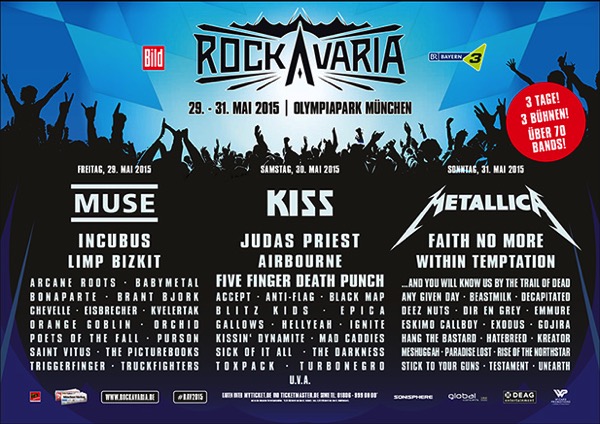 Bild
ROCKAVARIA
BR BAYERN 3
29. - 31. MAI 2015 | OLYMPIAPARK MÜNCHEN
3 TAGE!
3 BÜHNEN!
ÜBER 70
BANDS!
FREITAG, 29. MAI 2015
MUSE
INCUBUS
LIMP BIZKIT
ARCANE ROOTS · BABYMETAL
BONAPARTE · BRANT BJORK
CHEVELLE · EISBRECHER · KVELERTAK
ORANGE GOBLIN · ORCHID
POETS OF THE FALL · PURSON
SAINT VITUS · THE PICTUREBOOKS
TRIGGERFINGER · TRUCKFIGHTERS
SAMSTAG, 30. MAI 2015
KISS
JUDAS PRIEST
AIRBOURNE
FIVE FINGER DEATH PUNCH
ACCEPT · ANTI-FLAG · BLACK MAP
BLITZ KIDS · EPICA
GALLOWS · HELLYEAH · IGNITE
KISSIN' DYNAMITE · MAD CADDIES
SICK OF IT ALL · THE DARKNESS
TOXPACK · TURBONEGRO
U.V.A.
SONNTAG, 31. MAI 2015
METALLICA
FAITH NO MORE
WITHIN TEMPTATION
...AND YOU WILL KNOW US BY THE TRAIL OF DEAD
ANY GIVEN DAY · BEASTMILK · DECAPITATED
DEEZ NUTS · DIR EN GREY · EMMURE
ESKIMO CALLBOY · EXODUS · GOJIRA
HANG THE BASTARD · HATEBREED · KREATOR
MESHUGGAH · PARADISE LOST · RISE OF THE NORTHSTAR
STICK TO YOUR GUNS · TESTAMENT · UNEARTH
WWW.ROCKAVARIA.DE
#RAV2015
SONISPHERE
global
DEAG
entertainment
WP